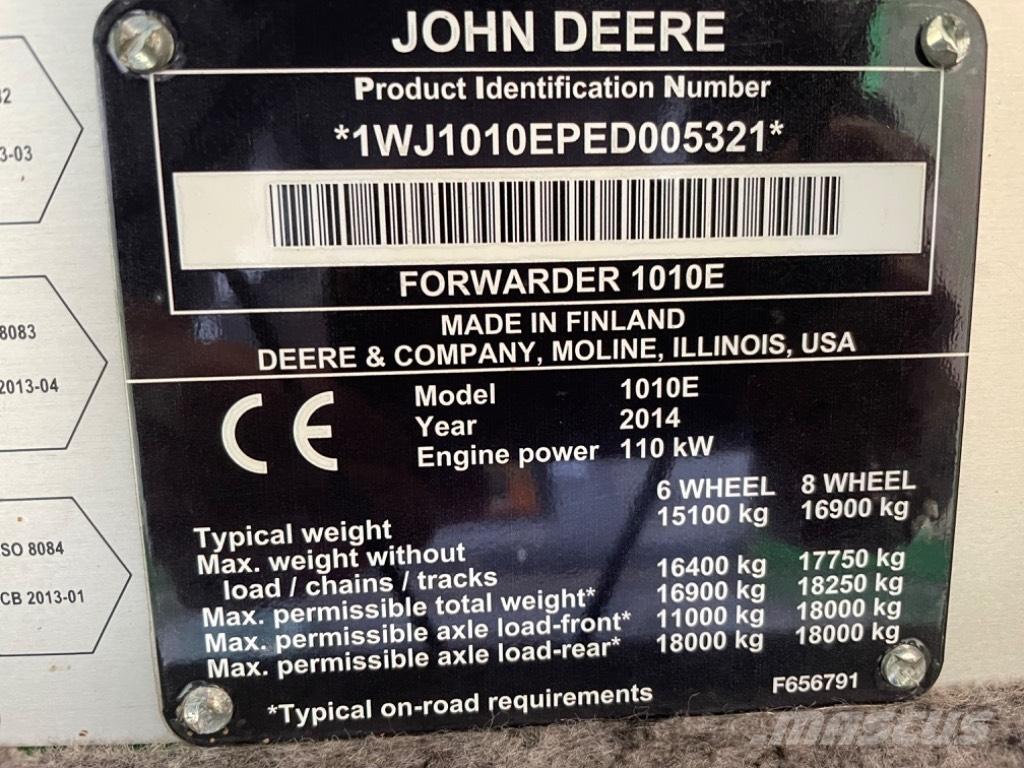 JOHN DEERE
Product Identification Number
*1WJ1010EPED005321*
FORWARDER 1010E
MADE IN FINLAND
DEERE & COMPANY, MOLINE, ILLINOIS, USA
CE
Model 1010E
Year 2014
Engine power 110 kW
6 WHEEL 8 WHEEL
Typical weight 15100 kg 16900 kg
Max. weight without
load / chains / tracks 16400 kg 17750 kg
Max. permissible total weight* 16900 kg 18250 kg
Max. permissible axle load-front* 11000 kg 18000 kg
Max. permissible axle load-rear* 18000 kg 18000 kg
*Typical on-road requirements
F656791
3-03
8083
2013-04
SO 8084
CB 2013-01
mascus